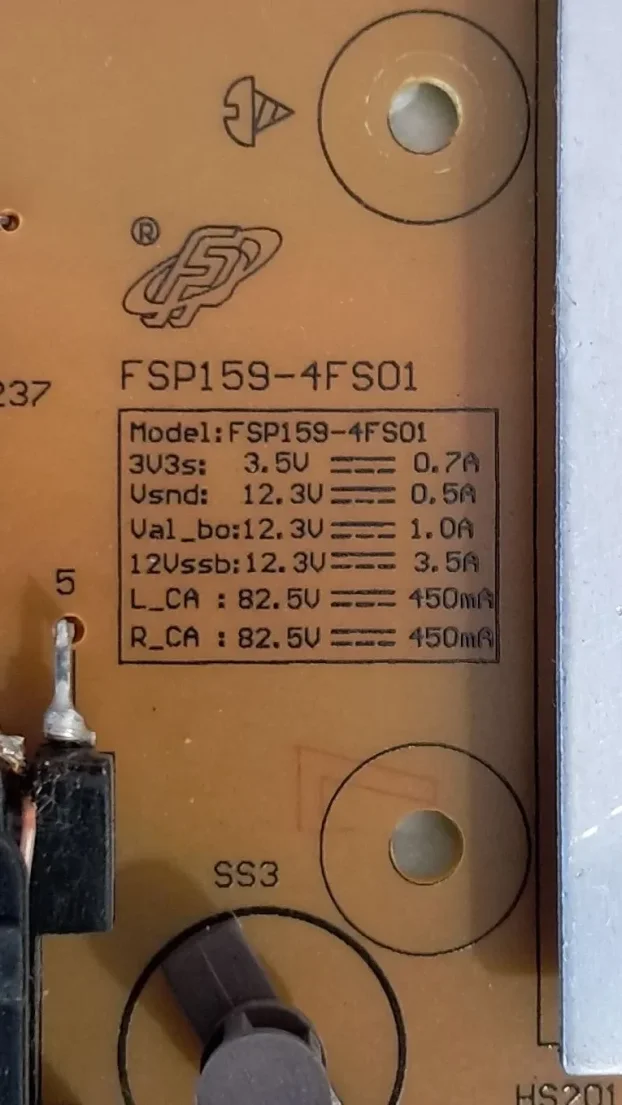 ®
FSP
FSP159-4FS01
237
Model:FSP159-4FS01
3V3s: 3.5V 0.7A
Vsnd: 12.3V 0.5A
Val_bo:12.3V 1.0A
12Vssb:12.3V 3.5A
L_CA : 82.5V 450mA
R_CA : 82.5V 450mA
5
SS3
HS201